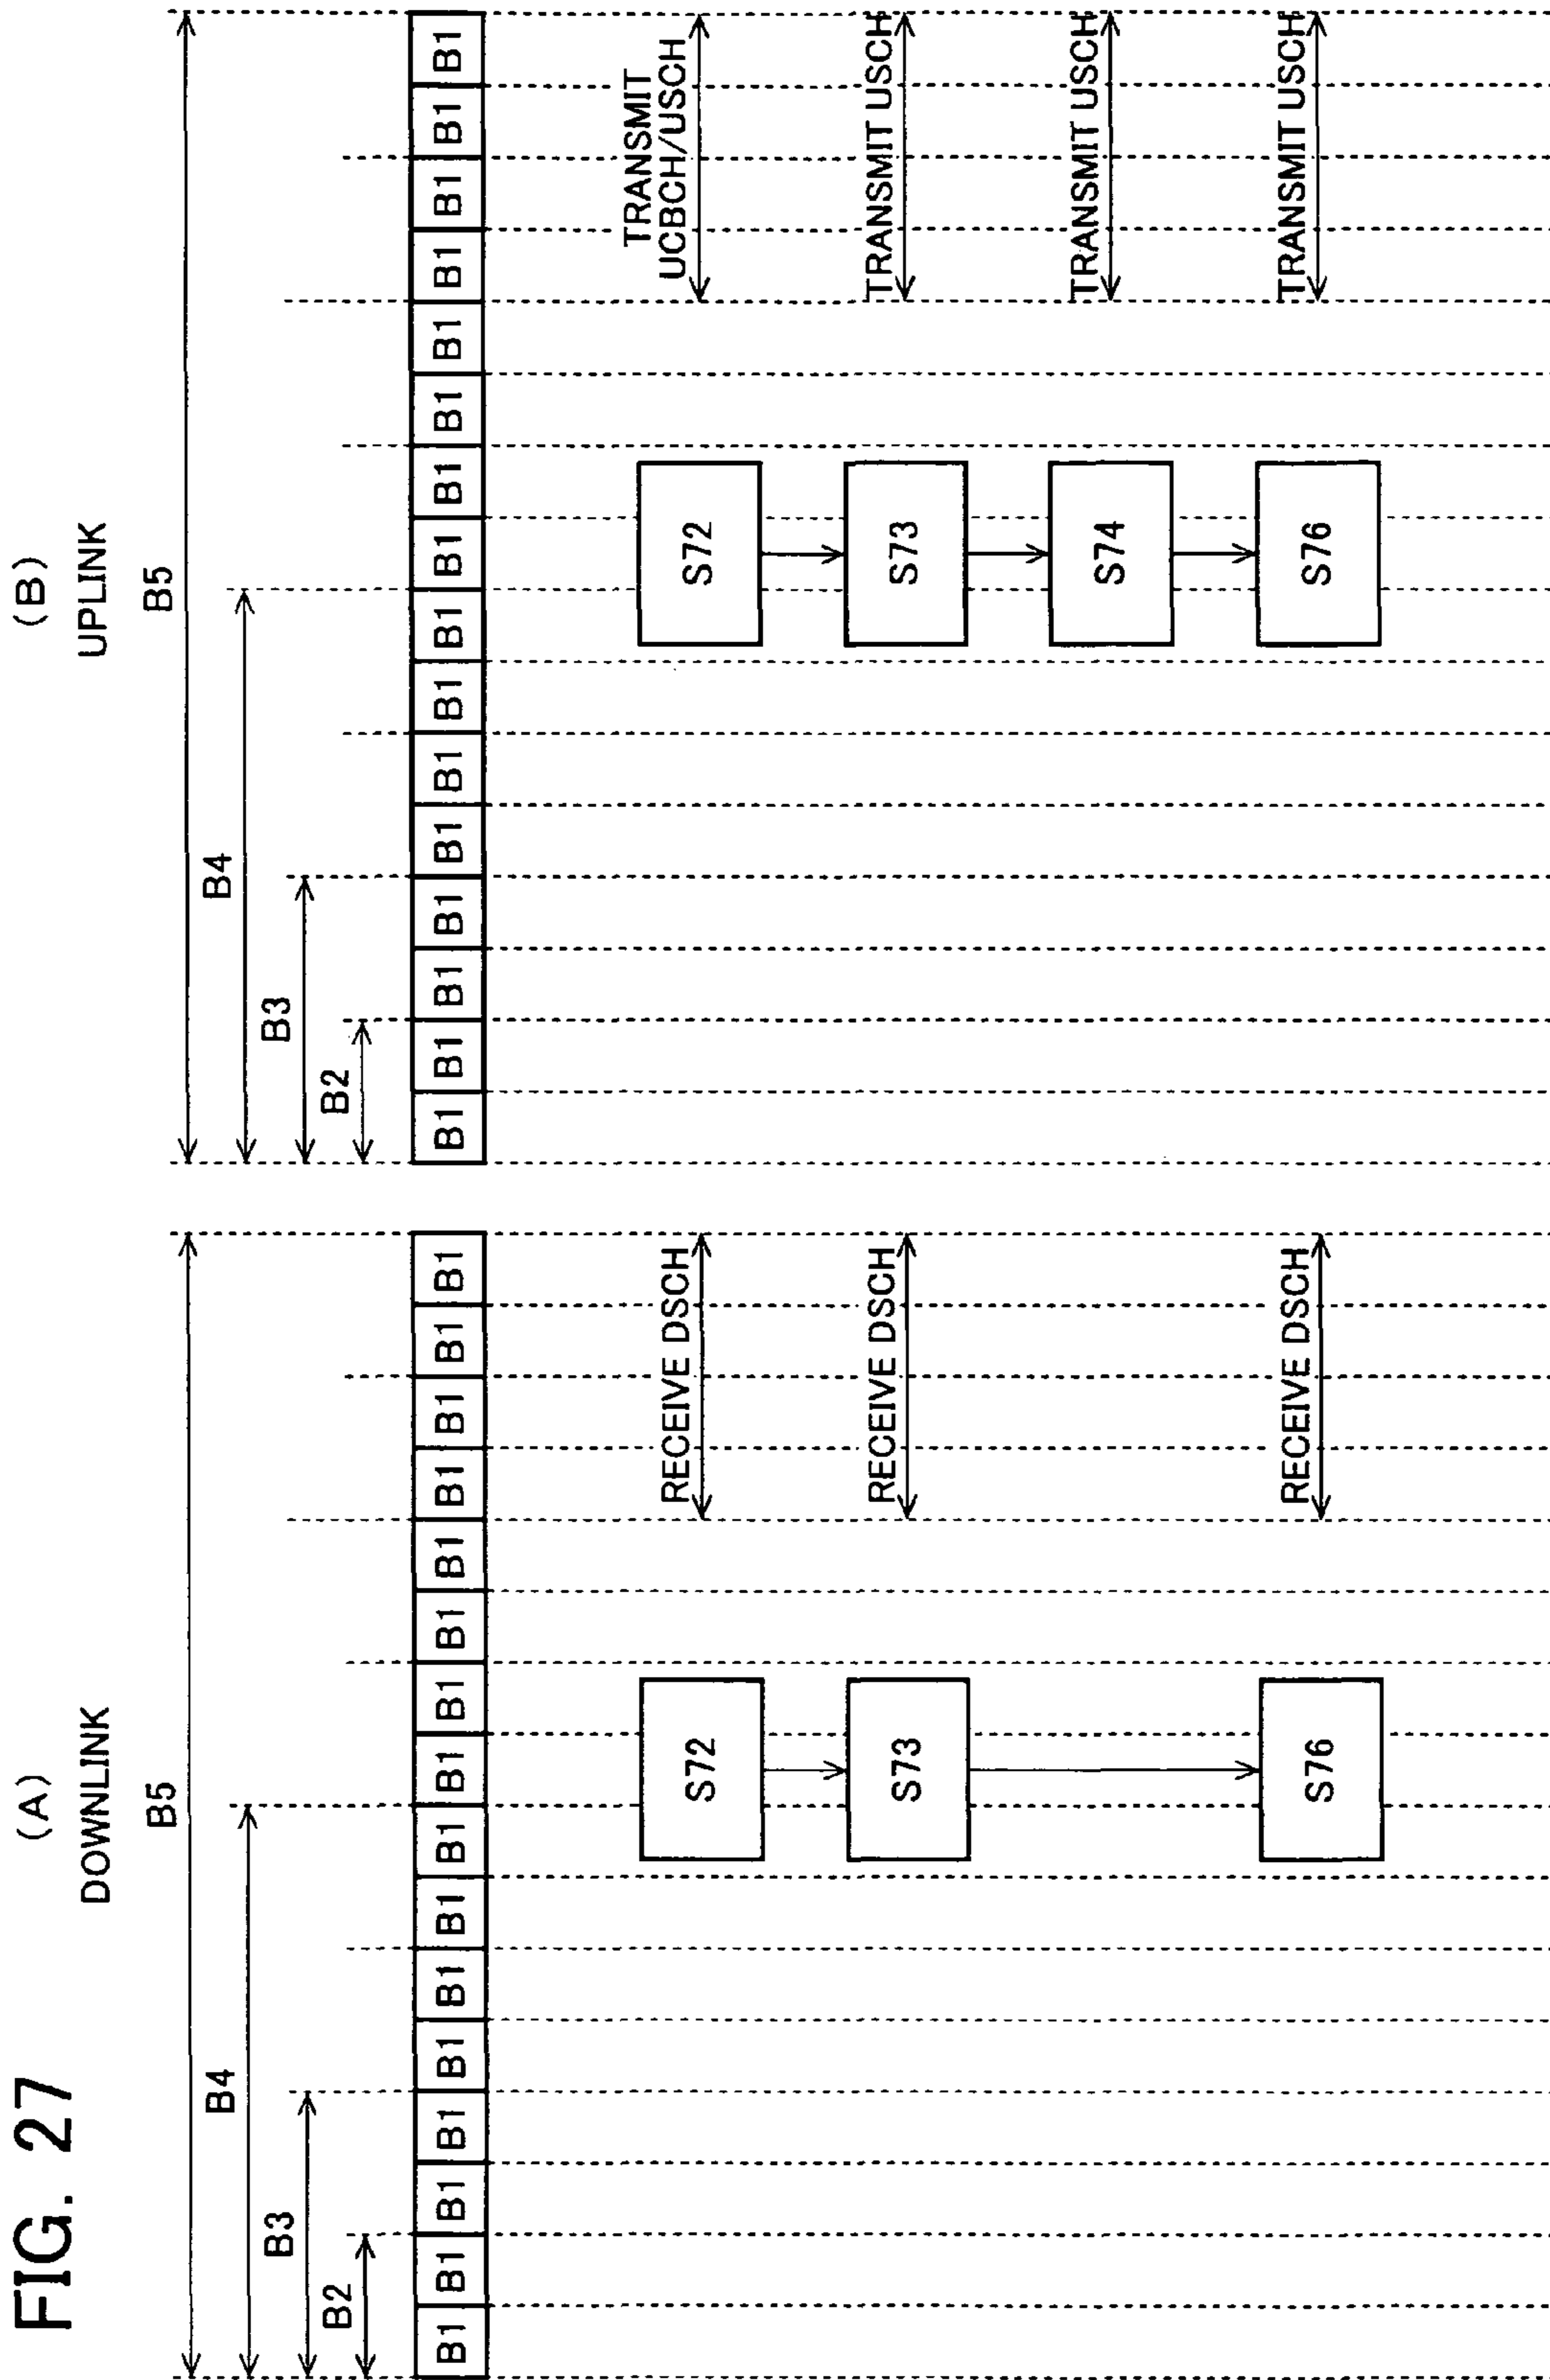 FIG. 27
(A)
DOWNLINK
B5
B4
B3
B2
B1 B1 B1 B1 B1 B1 B1 B1 B1 B1 B1 B1 B1 B1 B1 B1
S72
RECEIVE DSCH
S73
RECEIVE DSCH
S76
RECEIVE DSCH
(B)
UPLINK
B5
B4
B3
B2
B1 B1 B1 B1 B1 B1 B1 B1 B1 B1 B1 B1 B1 B1 B1 B1
S72
TRANSMIT
UCBCH/USCH
S73
TRANSMIT USCH
S74
TRANSMIT USCH
S76
TRANSMIT USCH